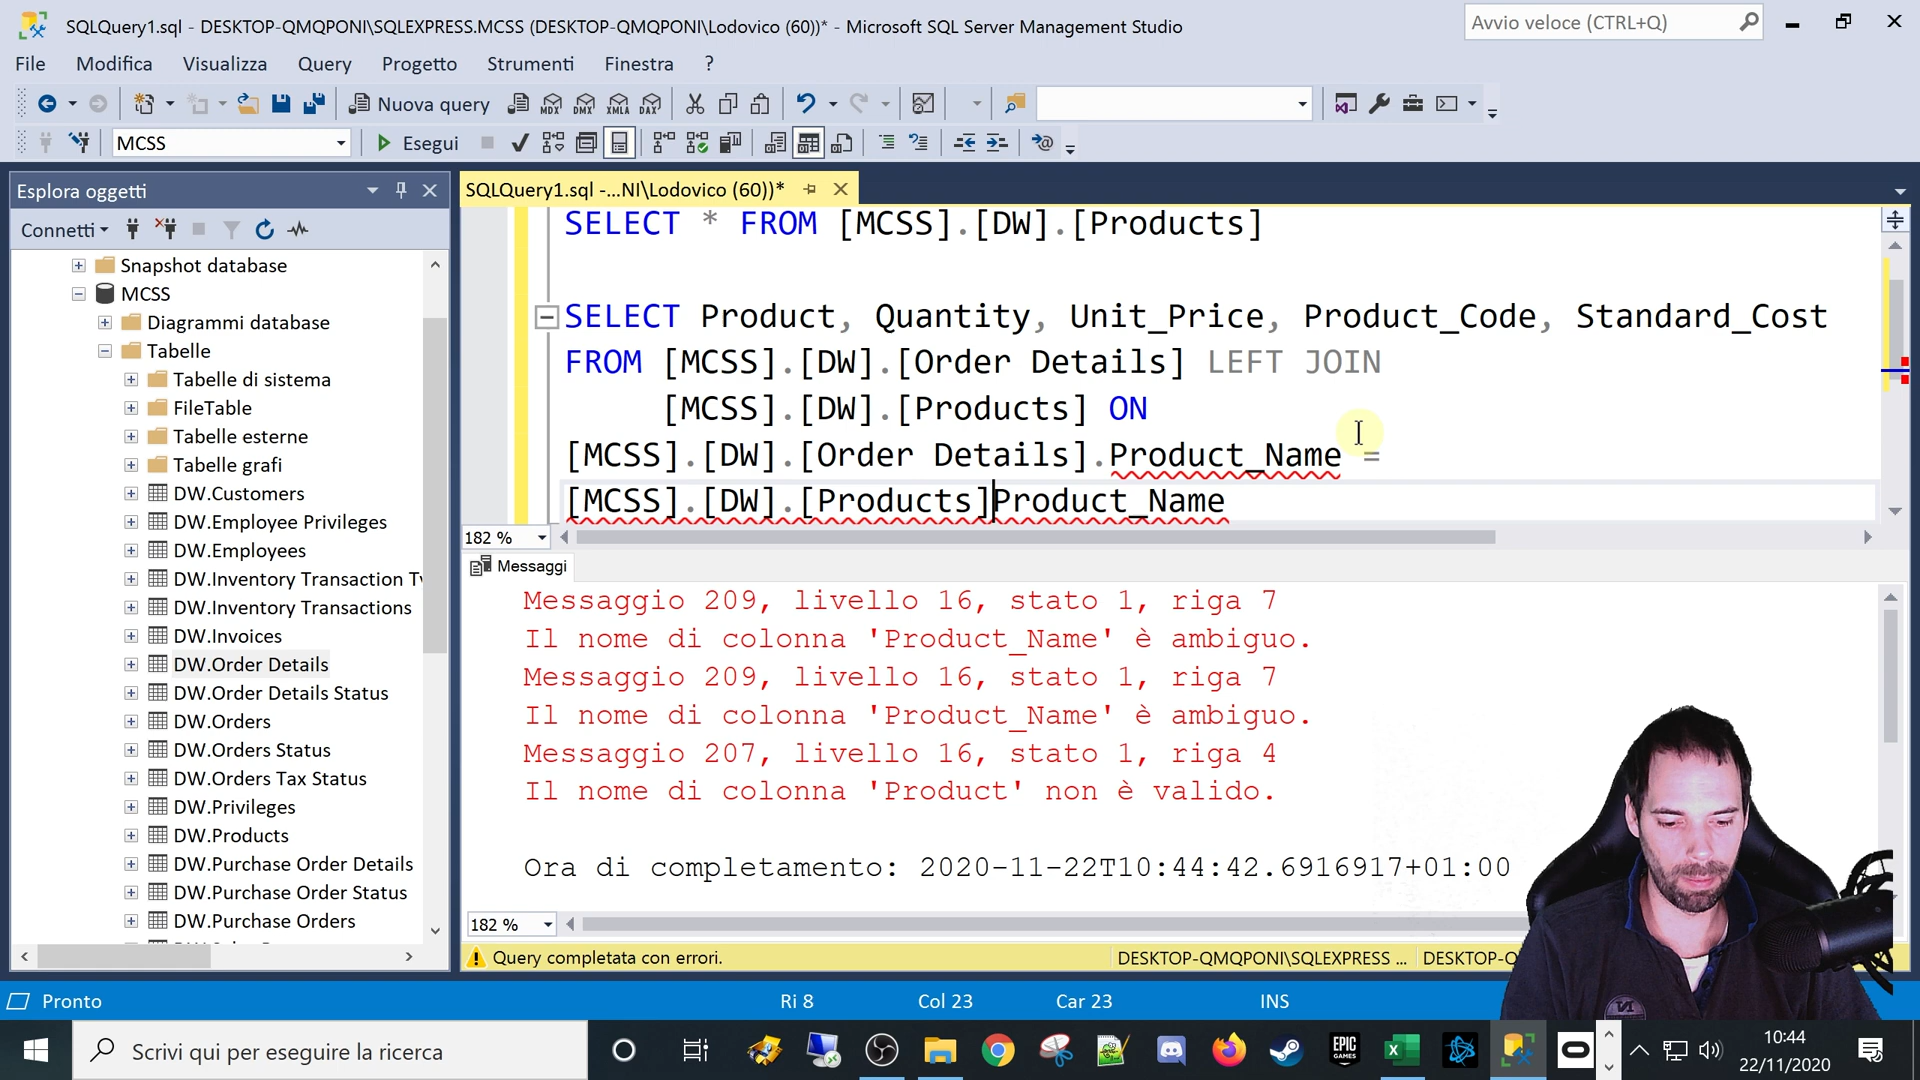 SQLQuery1.sql - DESKTOP-QMQPONI\SQLEXPRESS.MCSS (DESKTOP-QMQPONI\Lodovico (60))* - Microsoft SQL Server Management Studio
Avvio veloce (CTRL+Q)
File Modifica Visualizza Query Progetto Strumenti Finestra ?
Nuova query MDX DMX XMLA DAX
MCSS Esegui
Esplora oggetti
Connetti
Snapshot database
MCSS
Diagrammi database
Tabelle
Tabelle di sistema
FileTable
Tabelle esterne
Tabelle grafi
DW.Customers
DW.Employee Privileges
DW.Employees
DW.Inventory Transaction Ty
DW.Inventory Transactions
DW.Invoices
DW.Order Details
DW.Order Details Status
DW.Orders
DW.Orders Status
DW.Orders Tax Status
DW.Privileges
DW.Products
DW.Purchase Order Details
DW.Purchase Order Status
DW.Purchase Orders
SQLQuery1.sql -...NI\Lodovico (60))*
SELECT * FROM [MCSS].[DW].[Products]
SELECT Product, Quantity, Unit_Price, Product_Code, Standard_Cost
FROM [MCSS].[DW].[Order Details] LEFT JOIN
[MCSS].[DW].[Products] ON
[MCSS].[DW].[Order Details].Product_Name =
[MCSS].[DW].[Products]Product_Name
182 %
Messaggi
Messaggio 209, livello 16, stato 1, riga 7
Il nome di colonna 'Product_Name' è ambiguo.
Messaggio 209, livello 16, stato 1, riga 7
Il nome di colonna 'Product_Name' è ambiguo.
Messaggio 207, livello 16, stato 1, riga 4
Il nome di colonna 'Product' non è valido.
Ora di completamento: 2020-11-22T10:44:42.6916917+01:00
182 %
Query completata con errori. DESKTOP-QMQPONI\SQLEXPRESS ... DESKTOP-Q
Pronto Ri 8 Col 23 Car 23 INS
Scrivi qui per eseguire la ricerca
EPIC
GAMES
10:44
22/11/2020